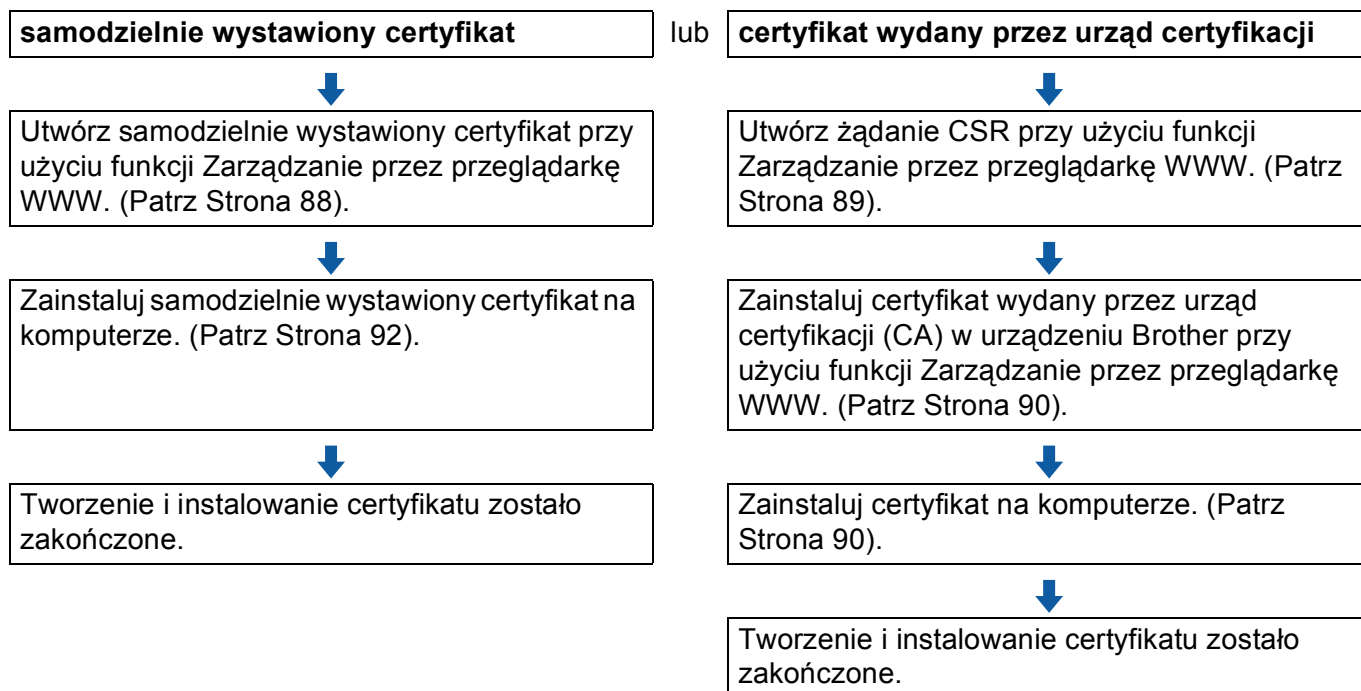 samodzielnie wystawiony certyfikat
lub
certyfikat wydany przez urząd certyfikacji
Utwórz samodzielnie wystawiony certyfikat przy
użyciu funkcji Zarządzanie przez przeglądarkę
WWW. (Patrz Strona 88).
Utwórz żądanie CSR przy użyciu funkcji
Zarządzanie przez przeglądarkę WWW. (Patrz
Strona 89).
Zainstaluj samodzielnie wystawiony certyfikat na
komputerze. (Patrz Strona 92).
Zainstaluj certyfikat wydany przez urząd
certyfikacji (CA) w urządzeniu Brother przy
użyciu funkcji Zarządzanie przez przeglądarkę
WWW. (Patrz Strona 90).
Tworzenie i instalowanie certyfikatu zostało
zakończone.
Zainstaluj certyfikat na komputerze. (Patrz
Strona 90).
Tworzenie i instalowanie certyfikatu zostało
zakończone.